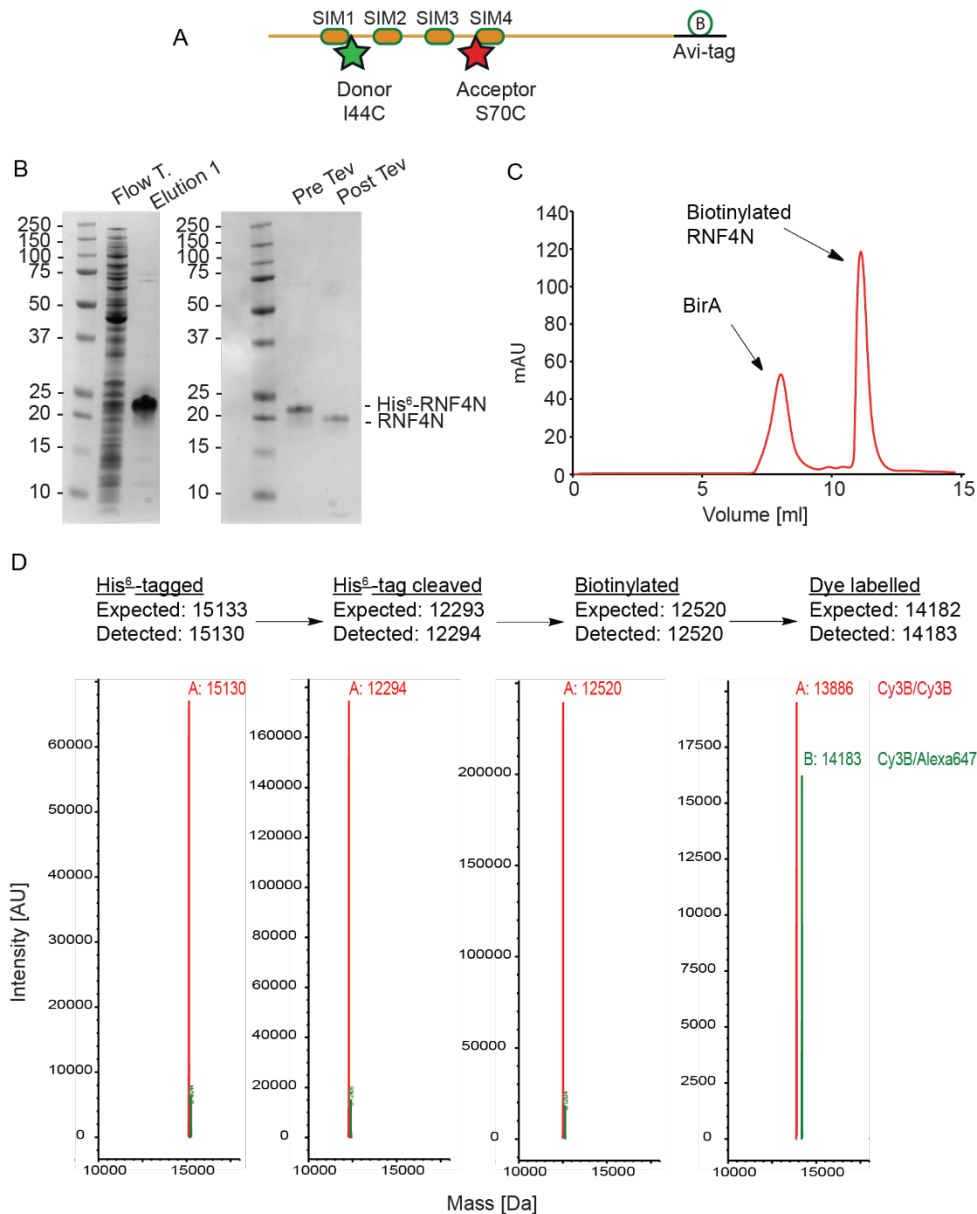 A
SIM1 SIM2 SIM3 SIM4
B
Avi-tag
Donor
I44C
Acceptor
S70C
B
Flow T.
Elution 1
250
150
100
75
50
37
25
20
15
10
Pre Tev
Post Tev
250
150
100
75
50
37
25
20
15
10
- His⁶-RNF4N
- RNF4N
C
Biotinylated
RNF4N
BirA
140
120
100
80
60
40
20
0
mAU
0 5 10 15
Volume [ml]
D
His⁶-tagged
Expected: 15133
Detected: 15130
His⁶-tag cleaved
Expected: 12293
Detected: 12294
Biotinylated
Expected: 12520
Detected: 12520
Dye labelled
Expected: 14182
Detected: 14183
Intensity [AU]
A: 15130
60000
50000
40000
30000
20000
10000
0
10000 15000
A: 12294
160000
140000
120000
100000
80000
60000
40000
20000
0
10000 15000
A: 12520
200000
150000
100000
50000
0
10000 15000
A: 13886 Cy3B/Cy3B
B: 14183 Cy3B/Alexa647
17500
15000
12500
10000
7500
5000
2500
0
10000 15000
Mass [Da]